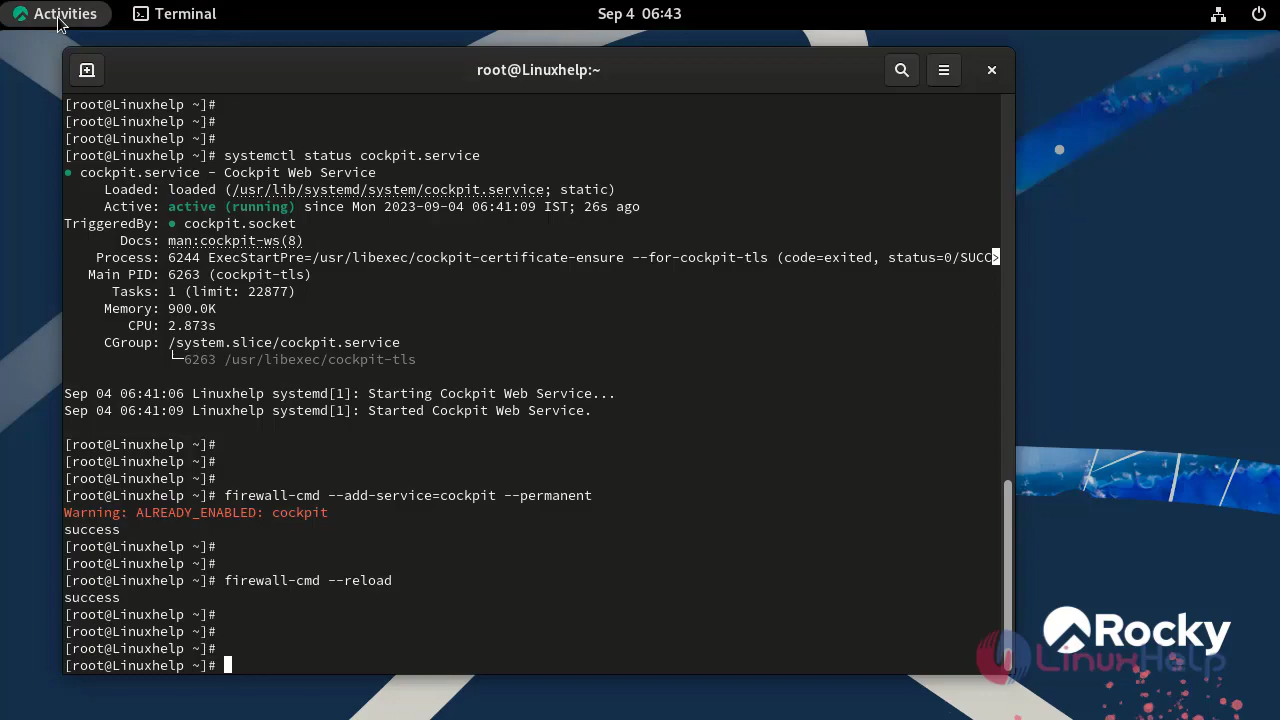 Activities
Terminal
Sep 4 06:43
root@Linuxhelp:~
[root@Linuxhelp ~]#
[root@Linuxhelp ~]#
[root@Linuxhelp ~]#
[root@Linuxhelp ~]# systemctl status cockpit.service
● cockpit.service - Cockpit Web Service
Loaded: loaded (/usr/lib/systemd/system/cockpit.service; static)
Active: active (running) since Mon 2023-09-04 06:41:09 IST; 26s ago
TriggeredBy: ● cockpit.socket
Docs: man:cockpit-ws(8)
Process: 6244 ExecStartPre=/usr/libexec/cockpit-certificate-ensure --for-cockpit-tls (code=exited, status=0/SUCC>
Main PID: 6263 (cockpit-tls)
Tasks: 1 (limit: 22877)
Memory: 900.0K
CPU: 2.873s
CGroup: /system.slice/cockpit.service
└─6263 /usr/libexec/cockpit-tls
Sep 04 06:41:06 Linuxhelp systemd[1]: Starting Cockpit Web Service...
Sep 04 06:41:09 Linuxhelp systemd[1]: Started Cockpit Web Service.
[root@Linuxhelp ~]#
[root@Linuxhelp ~]#
[root@Linuxhelp ~]#
[root@Linuxhelp ~]# firewall-cmd --add-service=cockpit --permanent
Warning: ALREADY_ENABLED: cockpit
success
[root@Linuxhelp ~]#
[root@Linuxhelp ~]#
[root@Linuxhelp ~]# firewall-cmd --reload
success
[root@Linuxhelp ~]#
[root@Linuxhelp ~]#
[root@Linuxhelp ~]#
[root@Linuxhelp ~]#
Rocky
LinuxHelp